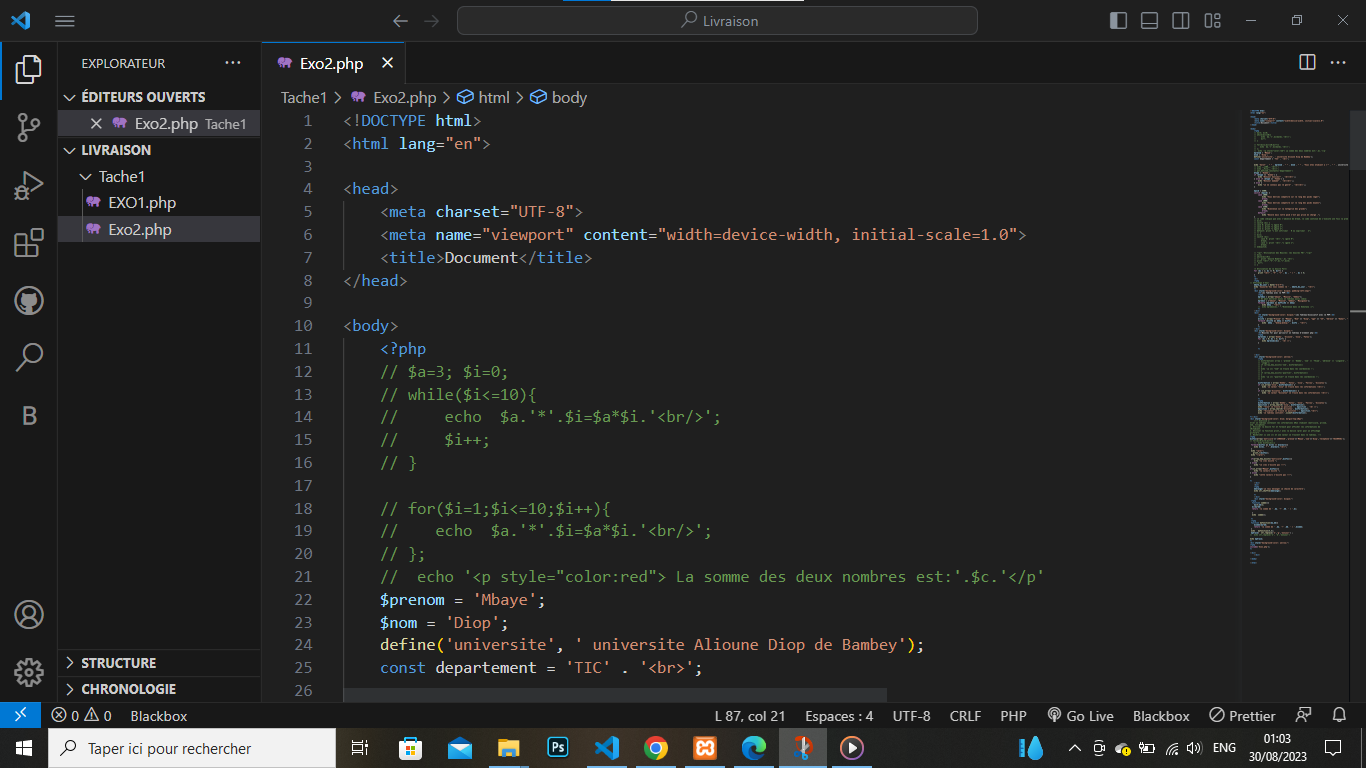 Livraison
EXPLORATEUR
ÉDITEURS OUVERTS
Exo2.php Tache1
LIVRAISON
Tache1
EXO1.php
Exo2.php
STRUCTURE
CHRONOLOGIE
Exo2.php
Tache1 > Exo2.php > html > body
1 <!DOCTYPE html>
2 <html lang="en">
3
4 <head>
5 <meta charset="UTF-8">
6 <meta name="viewport" content="width=device-width, initial-scale=1.0">
7 <title>Document</title>
8 </head>
9
10 <body>
11 <?php
12 // $a=3; $i=0;
13 // while($i<=10){
14 //     echo  $a.'*'.$i=$a*$i.'<br/>';
15 //     $i++;
16 // }
17
18 // for($i=1;$i<=10;$i++){
19 //    echo  $a.'*'.$i=$a*$i.'<br/>';
20 // };
21 //  echo '<p style="color:red"> La somme des deux nombres est:'.$c.'</p'
22 $prenom = 'Mbaye';
23 $nom = 'Diop';
24 define('universite', ' universite Alioune Diop de Bambey');
25 const departement = 'TIC' . '<br>';
26
0 0 Blackbox
L 87, col 21 Espaces : 4 UTF-8 CRLF PHP Go Live Blackbox Prettier
Taper ici pour rechercher
Ps
ENG
01:03
30/08/2023